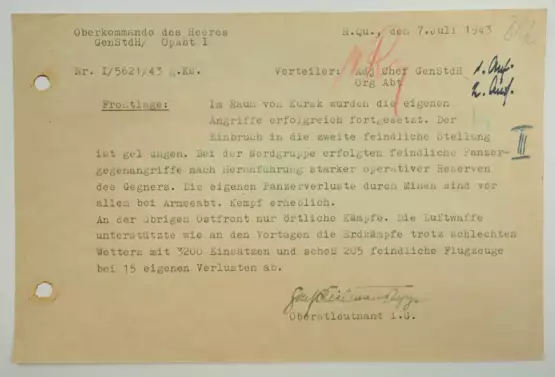 Oberkommando des Heeres
H.Qu., den 7.Juli 1943
GenStdH/ OpAbt I
Nr. I/5621/43 g.Ks.
Verteiler: Adj Chef GenStdH
Org Abt
1. Ausf.
2. Ausf.
III
Frontlage: Im Raum von Kursk wurden die eigenen
Angriffe erfolgreich fortgesetzt. Der
Einbruch in die zweite feindliche Stellung
ist gelungen. Bei der Nordgruppe erfolgten feindliche Panzer-
gegenangriffe nach Heranführung starker operativer Reserven
des Gegners. Die eigenen Panzerverluste durch Minen sind vor
allem bei Armeeabt. Kempf erheblich.
An der übrigen Ostfront nur örtliche Kämpfe. Die Luftwaffe
unterstützte wie an den Vortagen die Erdkämpfe trotz schlechten
Wetters mit 3200 Einsätzen und schoß 205 feindliche Flugzeuge
bei 15 eigenen Verlusten ab.
Oberstleutnant i.G.